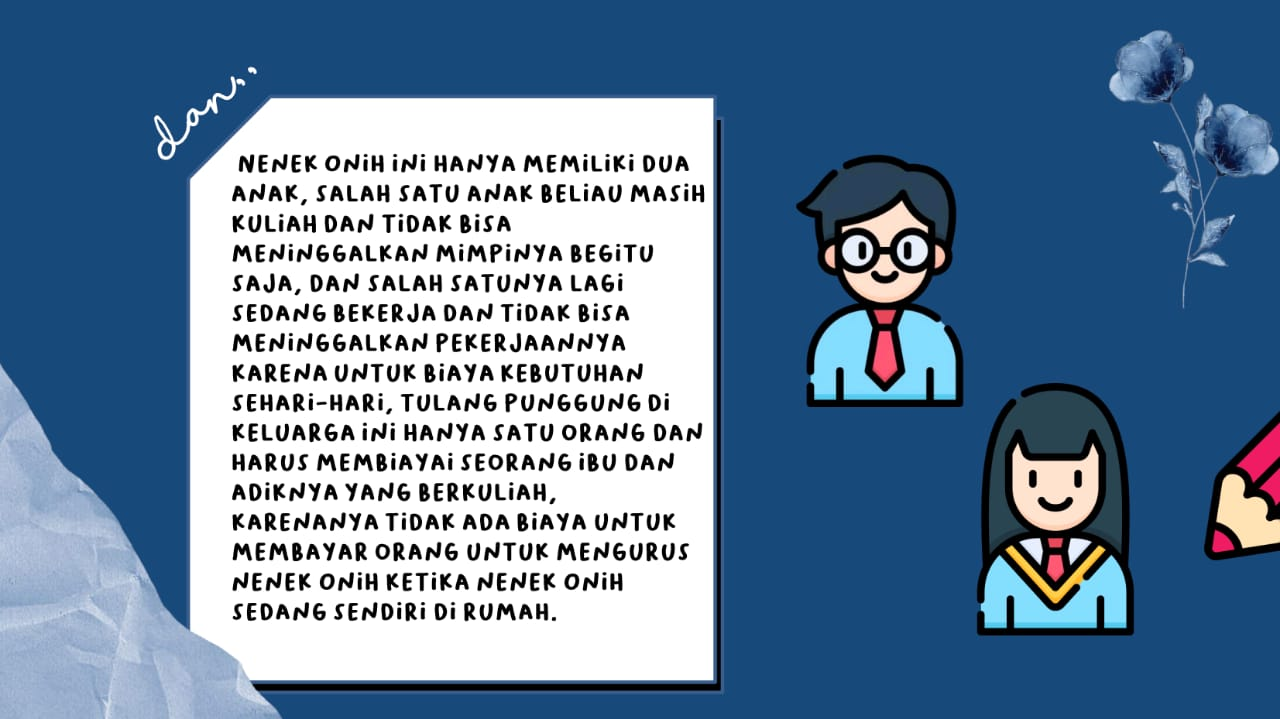 dan,,,
NENEK ONIH INI HANYA MEMILIKI DUA
ANAK, SALAH SATU ANAK BELIAU MASIH
KULIAH DAN TIDAK BISA
MENINGGALKAN MIMPINYA BEGITU
SAJA, DAN SALAH SATUNYA LAGI
SEDANG BEKERJA DAN TIDAK BISA
MENINGGALKAN PEKERJAANNYA
KARENA UNTUK BIAYA KEBUTUHAN
SEHARI-HARI, TULANG PUNGGUNG DI
KELUARGA INI HANYA SATU ORANG DAN
HARUS MEMBIAYAI SEORANG IBU DAN
ADIKNYA YANG BERKULIAH,
KARENANYA TIDAK ADA BIAYA UNTUK
MEMBAYAR ORANG UNTUK MENGURUS
NENEK ONIH KETIKA NENEK ONIH
SEDANG SENDIRI DI RUMAH.